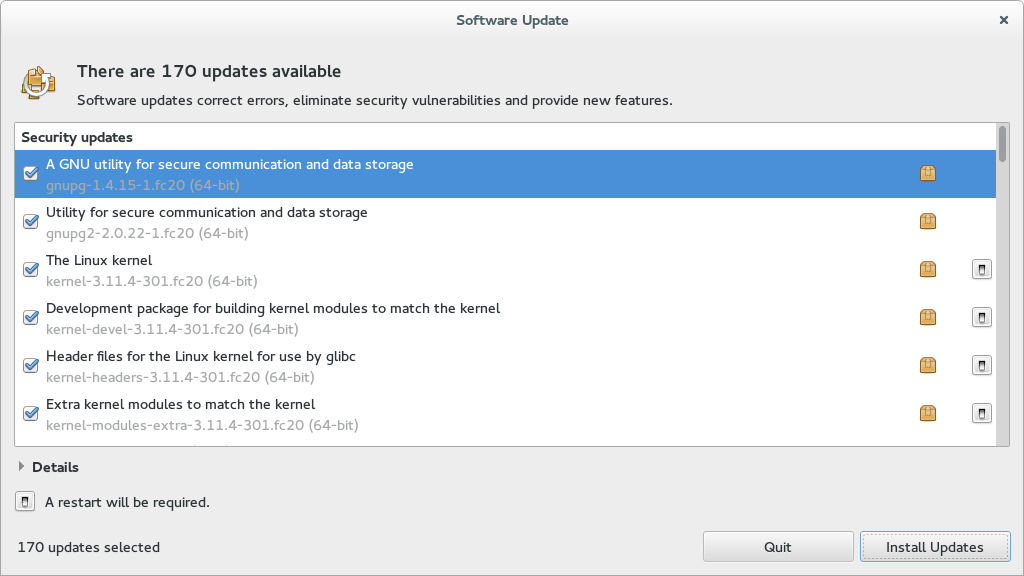 Software Update
There are 170 updates available
Software updates correct errors, eliminate security vulnerabilities and provide new features.
Security updates
A GNU utility for secure communication and data storage
gnupg-1.4.15-1.fc20 (64-bit)
Utility for secure communication and data storage
gnupg2-2.0.22-1.fc20 (64-bit)
The Linux kernel
kernel-3.11.4-301.fc20 (64-bit)
Development package for building kernel modules to match the kernel
kernel-devel-3.11.4-301.fc20 (64-bit)
Header files for the Linux kernel for use by glibc
kernel-headers-3.11.4-301.fc20 (64-bit)
Extra kernel modules to match the kernel
kernel-modules-extra-3.11.4-301.fc20 (64-bit)
Details
A restart will be required.
170 updates selected
Quit
Install Updates